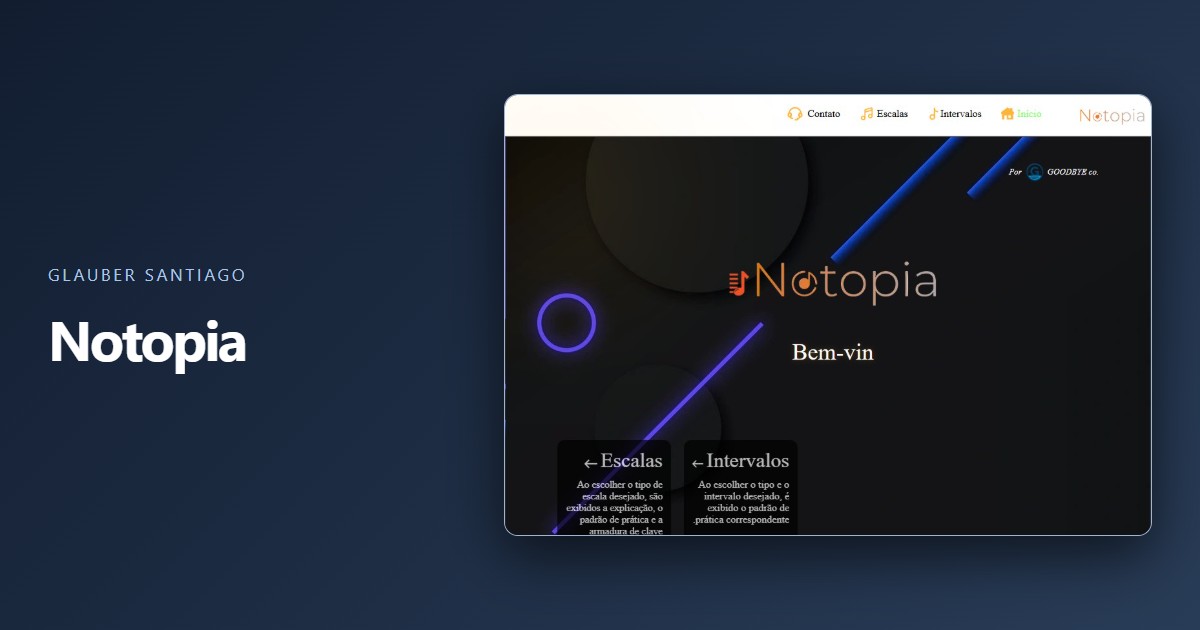 GLAUBER SANTIAGO
Notopia
Contato
Escalas
Intervalos
Início
Notopia
Por GOODBYE co.
Notopia
Bem-vin
←Escalas
Ao escolher o tipo de
escala desejado, são
exibidos a explicação, o
padrão de prática e a
armadura de clave
←Intervalos
Ao escolher o tipo e o
intervalo desejado, é
exibido o padrão de
.prática correspondente